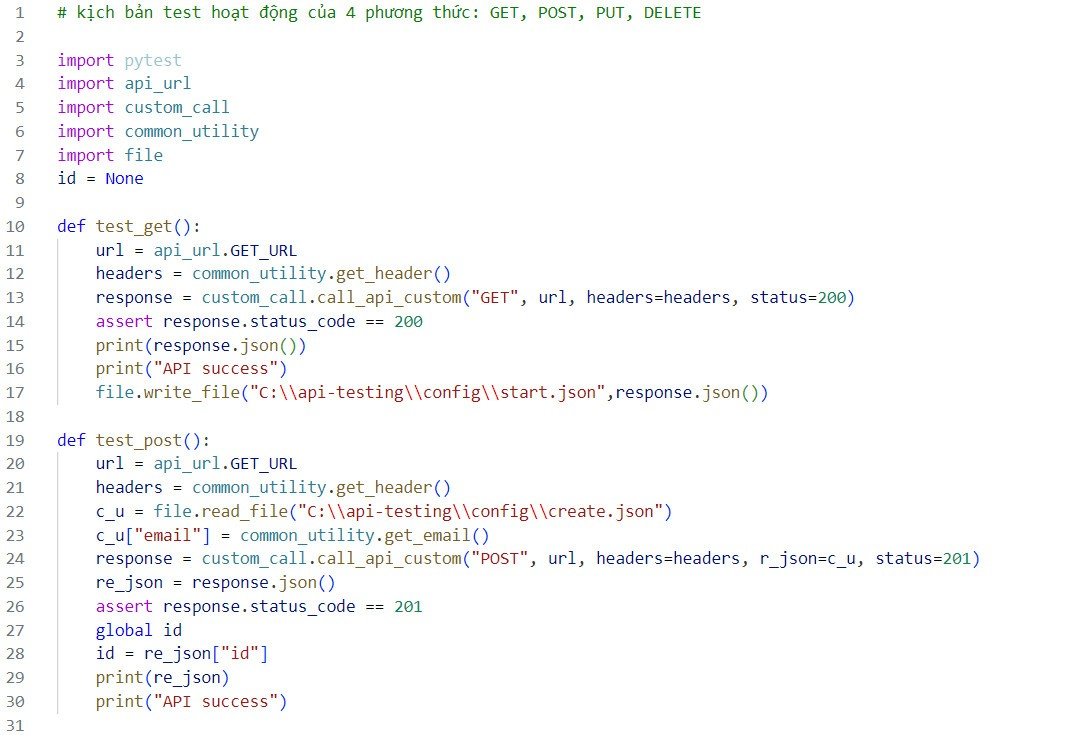 1 # kịch bản test hoạt động của 4 phương thức: GET, POST, PUT, DELETE
2
3 import pytest
4 import api_url
5 import custom_call
6 import common_utility
7 import file
8 id = None
9
10 def test_get():
11     url = api_url.GET_URL
12     headers = common_utility.get_header()
13     response = custom_call.call_api_custom("GET", url, headers=headers, status=200)
14     assert response.status_code == 200
15     print(response.json())
16     print("API success")
17     file.write_file("C:\\api-testing\\config\\start.json",response.json())
18
19 def test_post():
20     url = api_url.GET_URL
21     headers = common_utility.get_header()
22     c_u = file.read_file("C:\\api-testing\\config\\create.json")
23     c_u["email"] = common_utility.get_email()
24     response = custom_call.call_api_custom("POST", url, headers=headers, r_json=c_u, status=201)
25     re_json = response.json()
26     assert response.status_code == 201
27     global id
28     id = re_json["id"]
29     print(re_json)
30     print("API success")
31